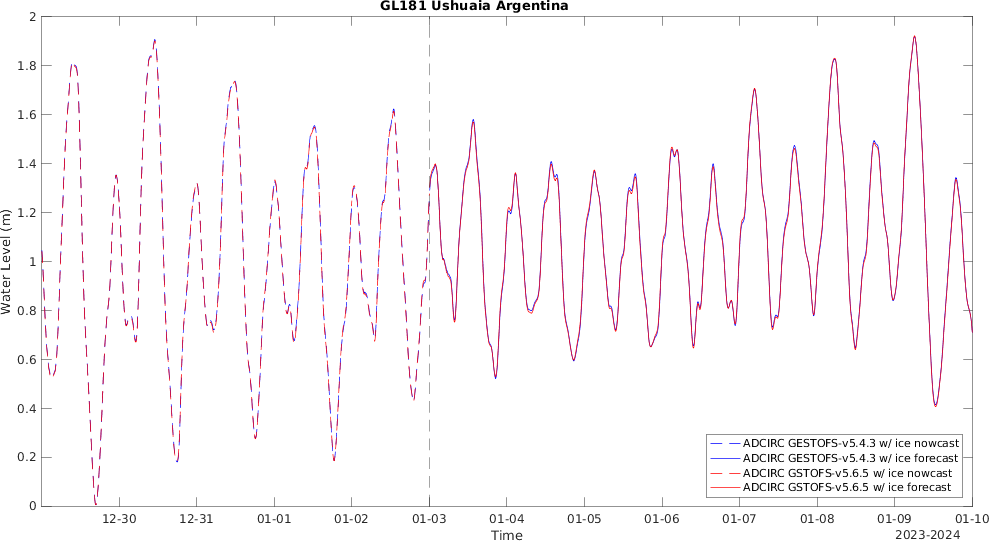 GL181 Ushuaia Argentina
Water Level (m)
2
1.8
1.6
1.4
1.2
1
0.8
0.6
0.4
0.2
0
ADCIRC GESTOFS-v5.4.3 w/ ice nowcast
ADCIRC GESTOFS-v5.4.3 w/ ice forecast
ADCIRC GSTOFS-v5.6.5 w/ ice nowcast
ADCIRC GSTOFS-v5.6.5 w/ ice forecast
12-30 12-31 01-01 01-02 01-03 01-04 01-05 01-06 01-07 01-08 01-09 01-10
Time
2023-2024